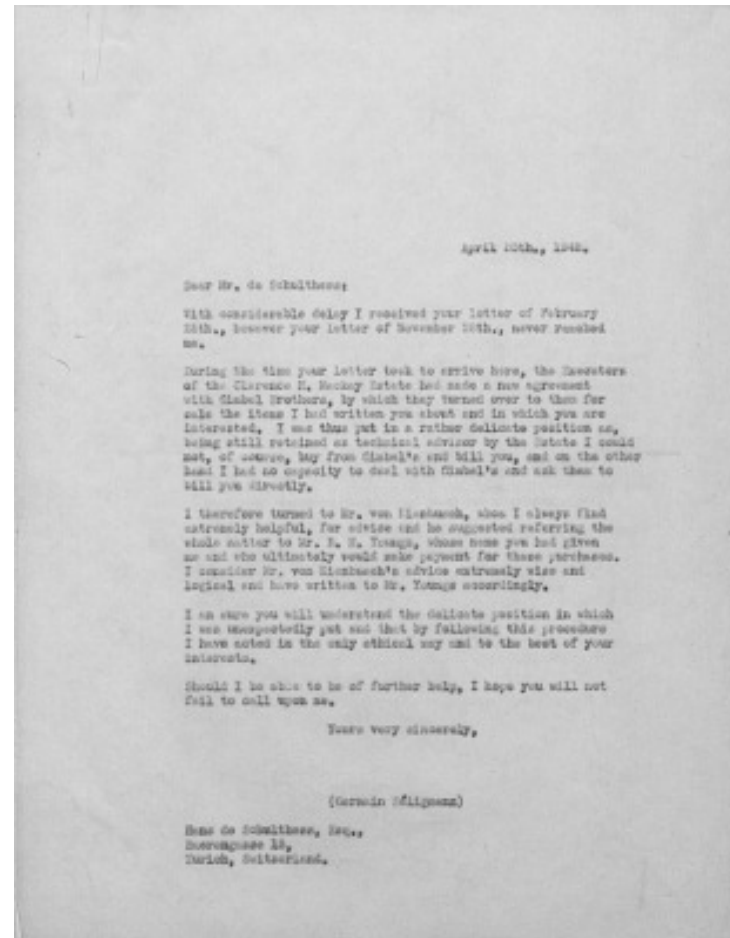 April 20th., 1942.
Dear Mr. de Schulthess:
With considerable delay I received your letter of February
however your letter of November never reached
me.
During the time your letter took to arrive here, the Executors
of the Clarence H. Mackay Estate had made a new agreement
with Gimbel Brothers, by which they turned over to them for
sale the items I had written you about and in which you are
interested. I was thus put in a rather delicate position as,
being still retained as technical advisor by the Estate I could
not, of course, buy from Gimbel's and bill you, and on the other
hand I had no capacity to deal with Gimbel's and ask them to
bill you directly.
I therefore turned to Mr. von Kienbusch, whom I always find
extremely helpful, for advice and he suggested referring the
whole matter to Mr. Youngs, whose name you had given
me and who ultimately would make payment for these purchases.
I consider Mr. von Kienbusch's advice extremely wise and
logical and have written to Mr. Youngs accordingly.
I am sure you will understand the delicate position in which
I was unexpectedly put and that by following this procedure
I have acted in the only ethical way and to the best of your
interests.
Should I be able to be of further help, I hope you will not
fail to call upon me.
Yours very sincerely,
(Germain Séligmann)
Hans de Schulthess, Esq.,
Zurich, Switzerland.